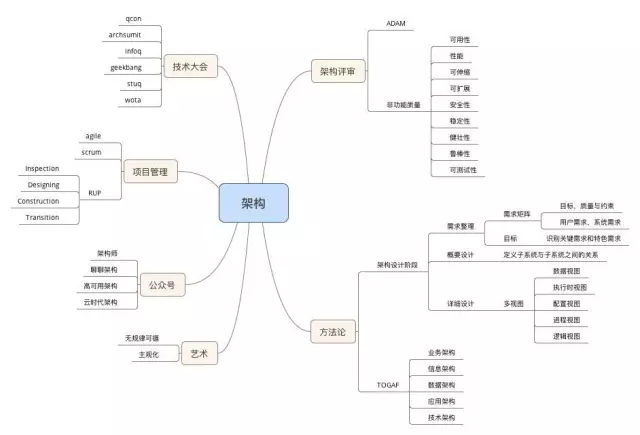 架构
技术大会
qcon
archsumit
infoq
geekbang
stuq
wota
项目管理
agile
scrum
RUP
Inspection
Designing
Construction
Transition
公众号
架构师
聊聊架构
高可用架构
云时代架构
艺术
无规律可循
主观化
架构评审
ADAM
非功能质量
可用性
性能
可伸缩
可扩展
安全性
稳定性
健壮性
鲁棒性
可测试性
方法论
架构设计阶段
需求整理
需求矩阵
目标、质量与约束
用户需求、系统需求
目标
识别关键需求和特色需求
概要设计
定义子系统与子系统之间的关系
详细设计
多视图
数据视图
执行时视图
配置视图
进程视图
逻辑视图
TOGAF
业务架构
信息架构
数据架构
应用架构
技术架构